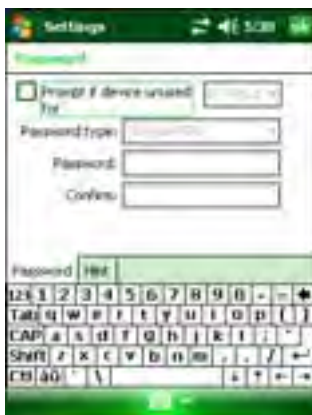 Settings
ok
Password
Prompt if device unused
for
Password type:
Password:
Confirm:
Password Hint
123 1 2 3 4 5 6 7 8 9 0 - = 
Tab q w e r t y u i o p [ ]
CAP a s d f g h j k l ; '
Shift z x c v b n m , . /
Ctl áü ` \